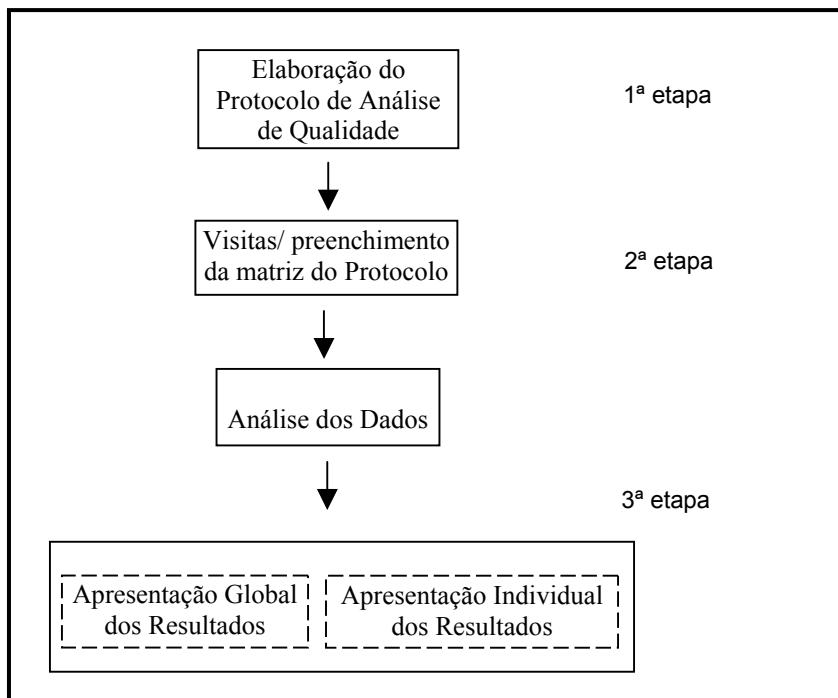 Elaboração do
Protocolo de Análise
de Qualidade
1ª etapa
Visitas/ preenchimento
da matriz do Protocolo
2ª etapa
Análise dos Dados
3ª etapa
Apresentação Global
dos Resultados
Apresentação Individual
dos Resultados